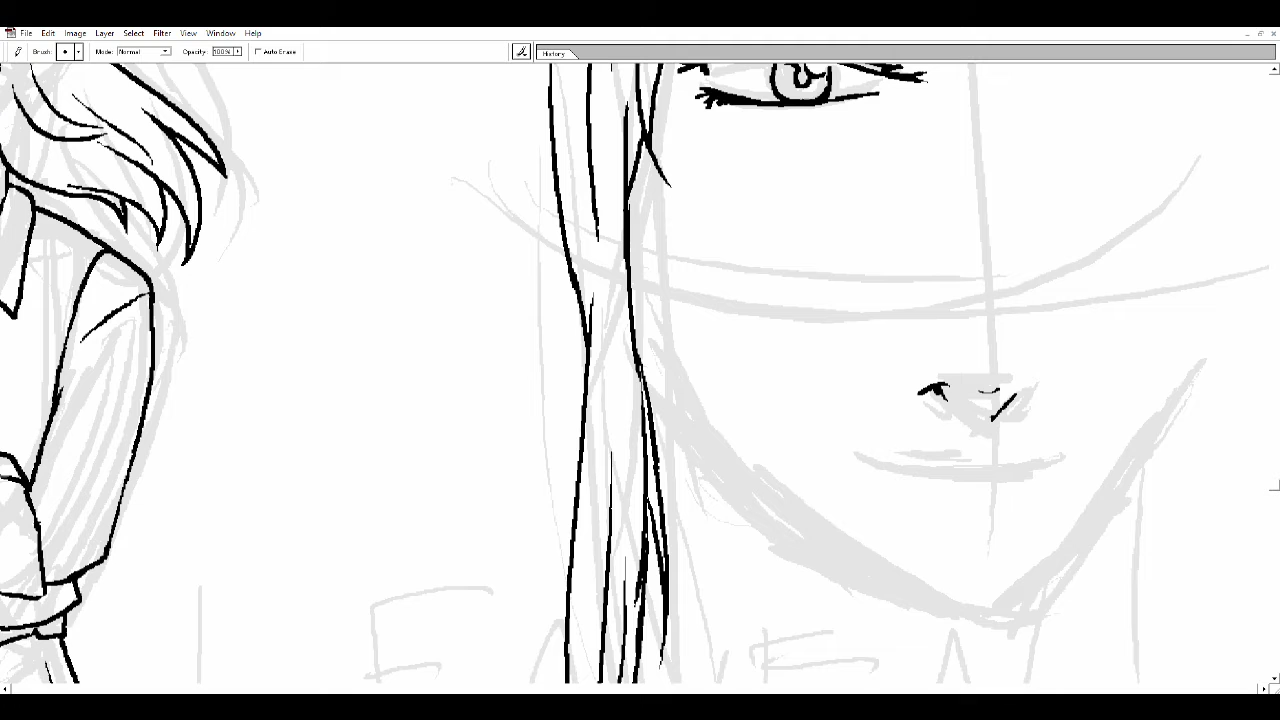 File Edit Image Layer Select Filter View Window Help
Brush: Mode: Normal Opacity: 100% Auto Erase
History